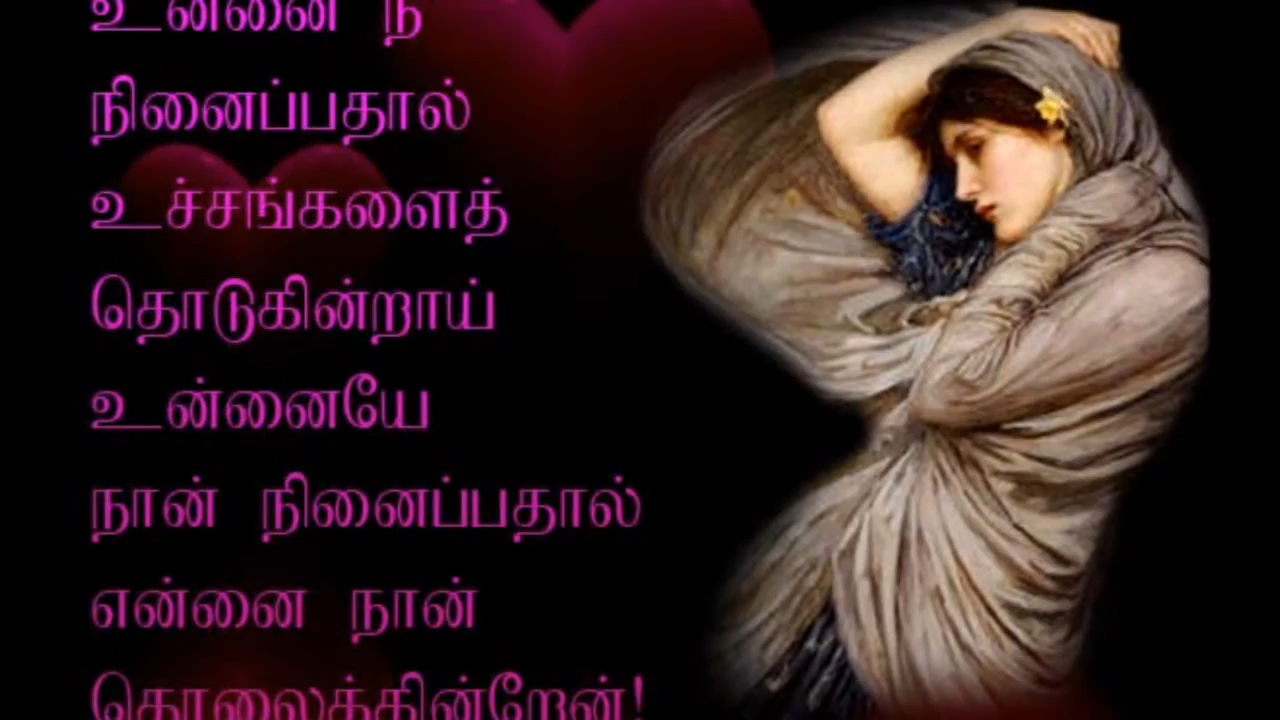 உன்னை நீ
நினைப்பதால்
உச்சங்களைத்
தொடுகின்றாய்
உன்னையே
நான் நினைப்பதால்
என்னை நான்
தொலைக்கின்றேன்!